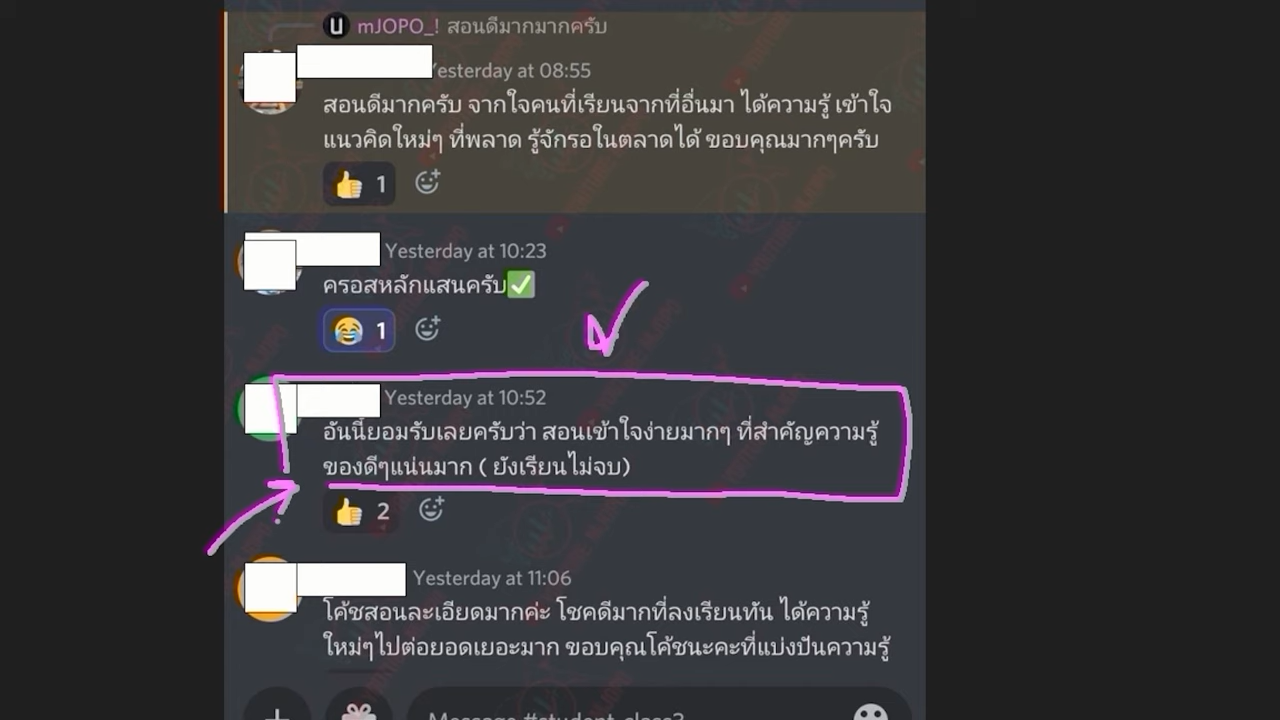 U mJOPO_! สอนดีมากมากครับ
Yesterday at 08:55
สอนดีมากครับ จากใจคนที่เรียนจากที่อื่นมา ได้ความรู้ เข้าใจ
แนวคิดใหม่ๆ ที่พลาด รู้จักรอในตลาดได้ ขอบคุณมากๆครับ
1
Yesterday at 10:23
ครอสหลักแสนครับ✅
1
Yesterday at 10:52
อันนี้ยอมรับเลยครับว่า สอนเข้าใจง่ายมากๆ ที่สำคัญความรู้
ของดีๆแน่นมาก ( ยังเรียนไม่จบ)
2
Yesterday at 11:06
โค้ชสอนละเอียดมากค่ะ โชคดีมากที่ลงเรียนทัน ได้ความรู้
ใหม่ๆไปต่อยอดเยอะมาก ขอบคุณโค้ชนะคะที่แบ่งปันความรู้
Message #student-class3